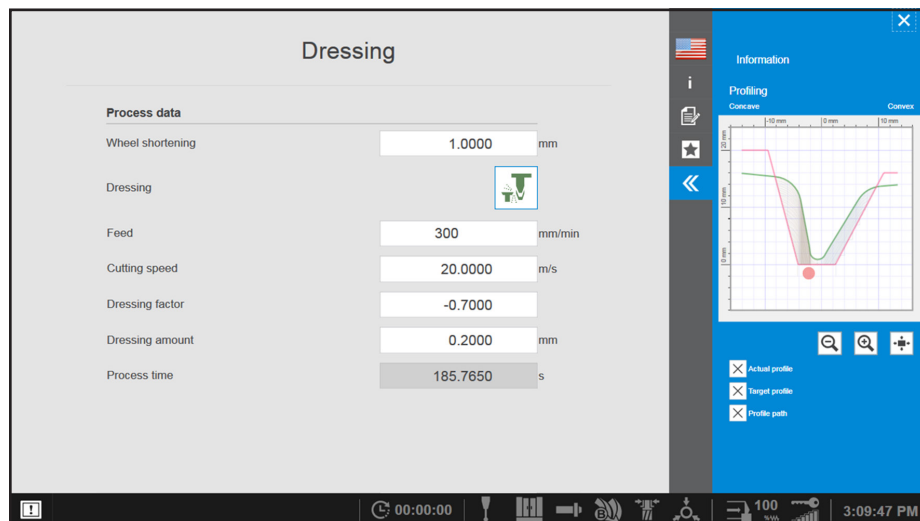 Dressing
Process data
Wheel shortening 1.0000 mm
Dressing
Feed 300 mm/min
Cutting speed 20.0000 m/s
Dressing factor -0.7000
Dressing amount 0.2000 mm
Process time 185.7650 s
i
Information
Profiling
Concave Convex
-10 mm 0 mm 10 mm
20 mm
10 mm
0 mm
Actual profile
Target profile
Profile path
00:00:00 B 100 3:09:47 PM